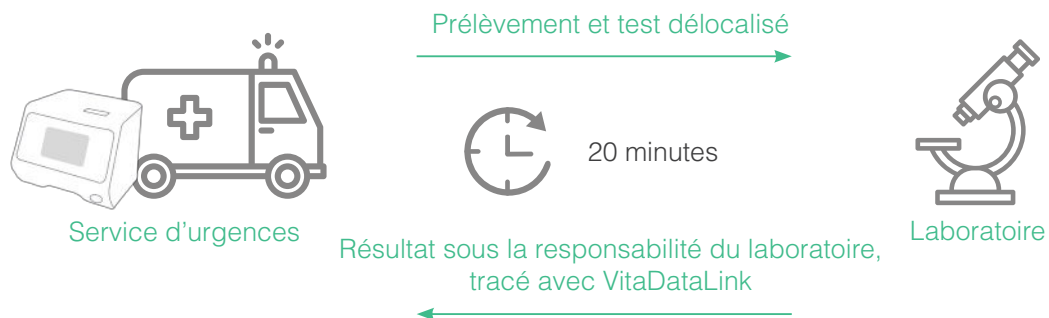 Prélèvement et test délocalisé
20 minutes
Service d’urgences
Laboratoire
Résultat sous la responsabilité du laboratoire,
tracé avec VitaDataLink